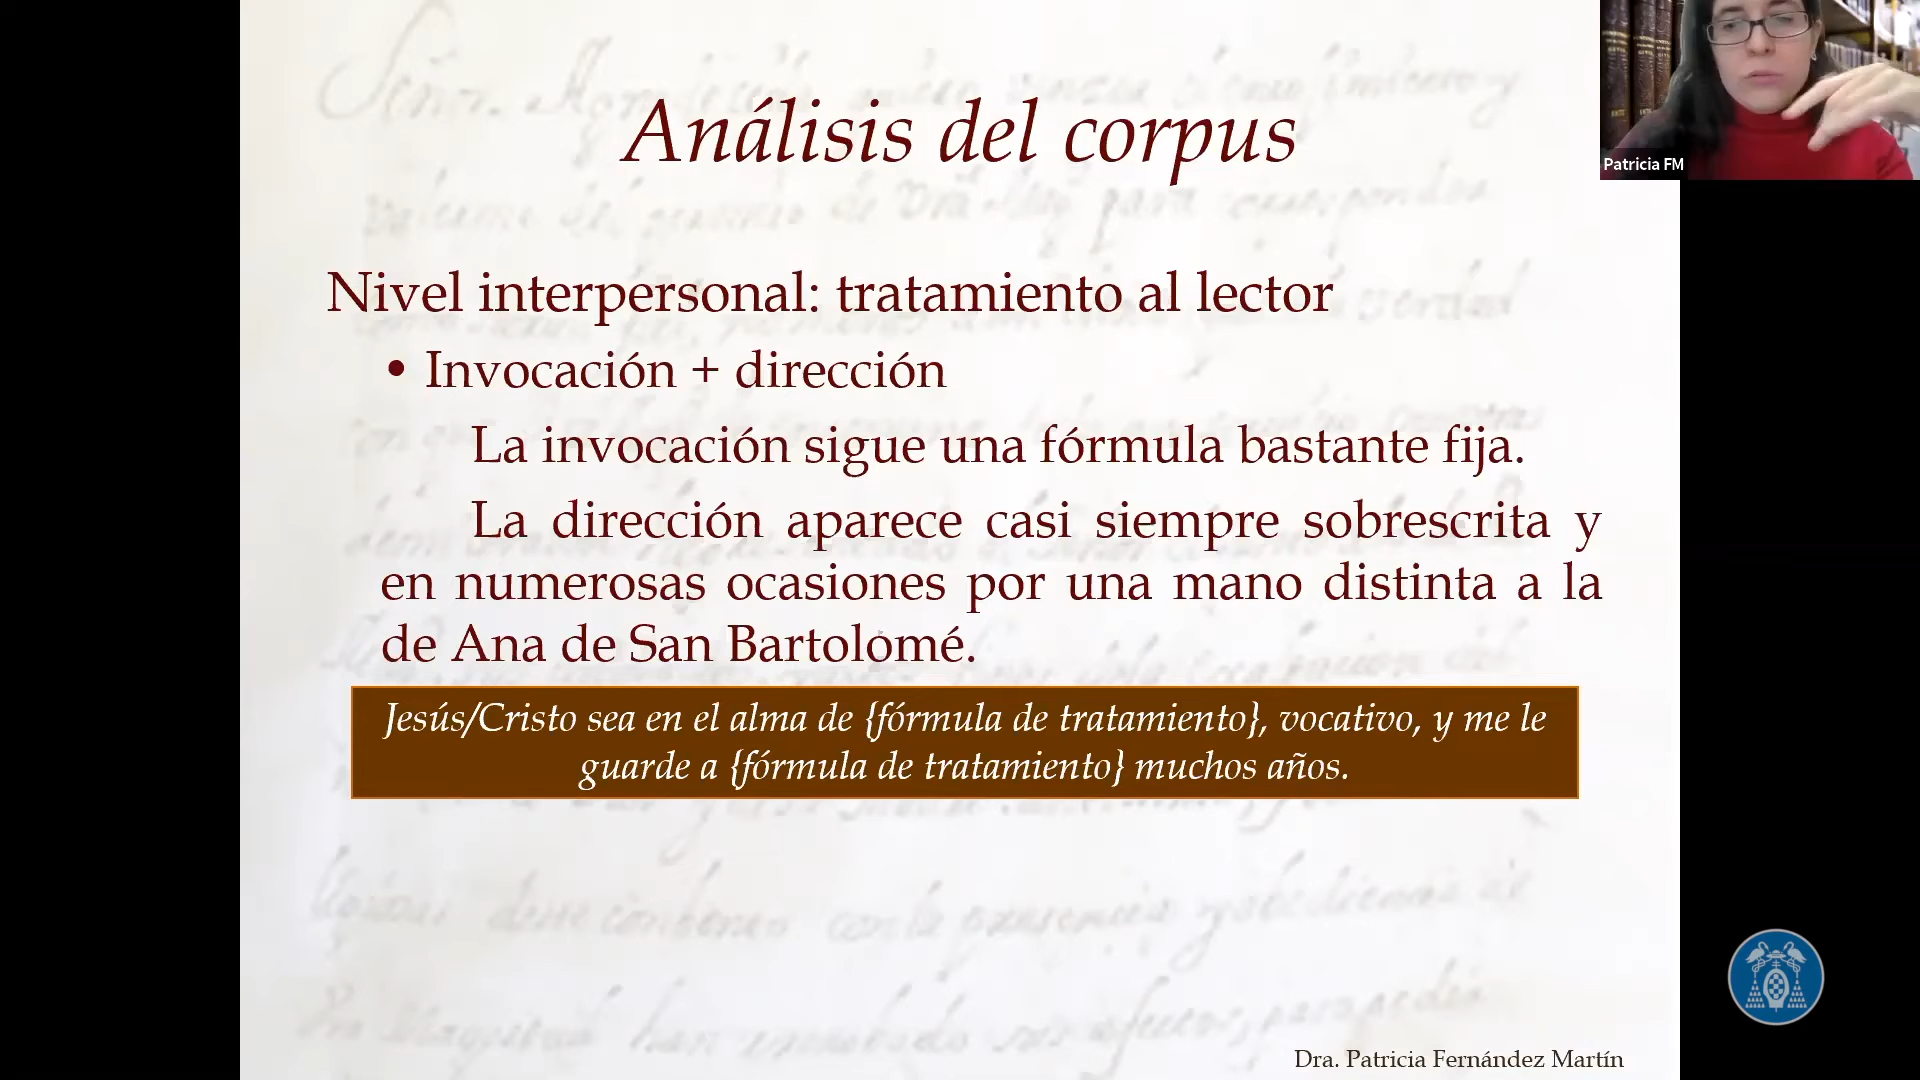 Análisis del corpus
Patricia FM
Nivel interpersonal: tratamiento al lector
• Invocación + dirección
La invocación sigue una fórmula bastante fija.
La dirección aparece casi siempre sobrescrita y
en numerosas ocasiones por una mano distinta a la
de Ana de San Bartolomé.
Jesús/Cristo sea en el alma de {fórmula de tratamiento}, vocativo, y me le
guarde a {fórmula de tratamiento} muchos años.
Dra. Patricia Fernández Martín